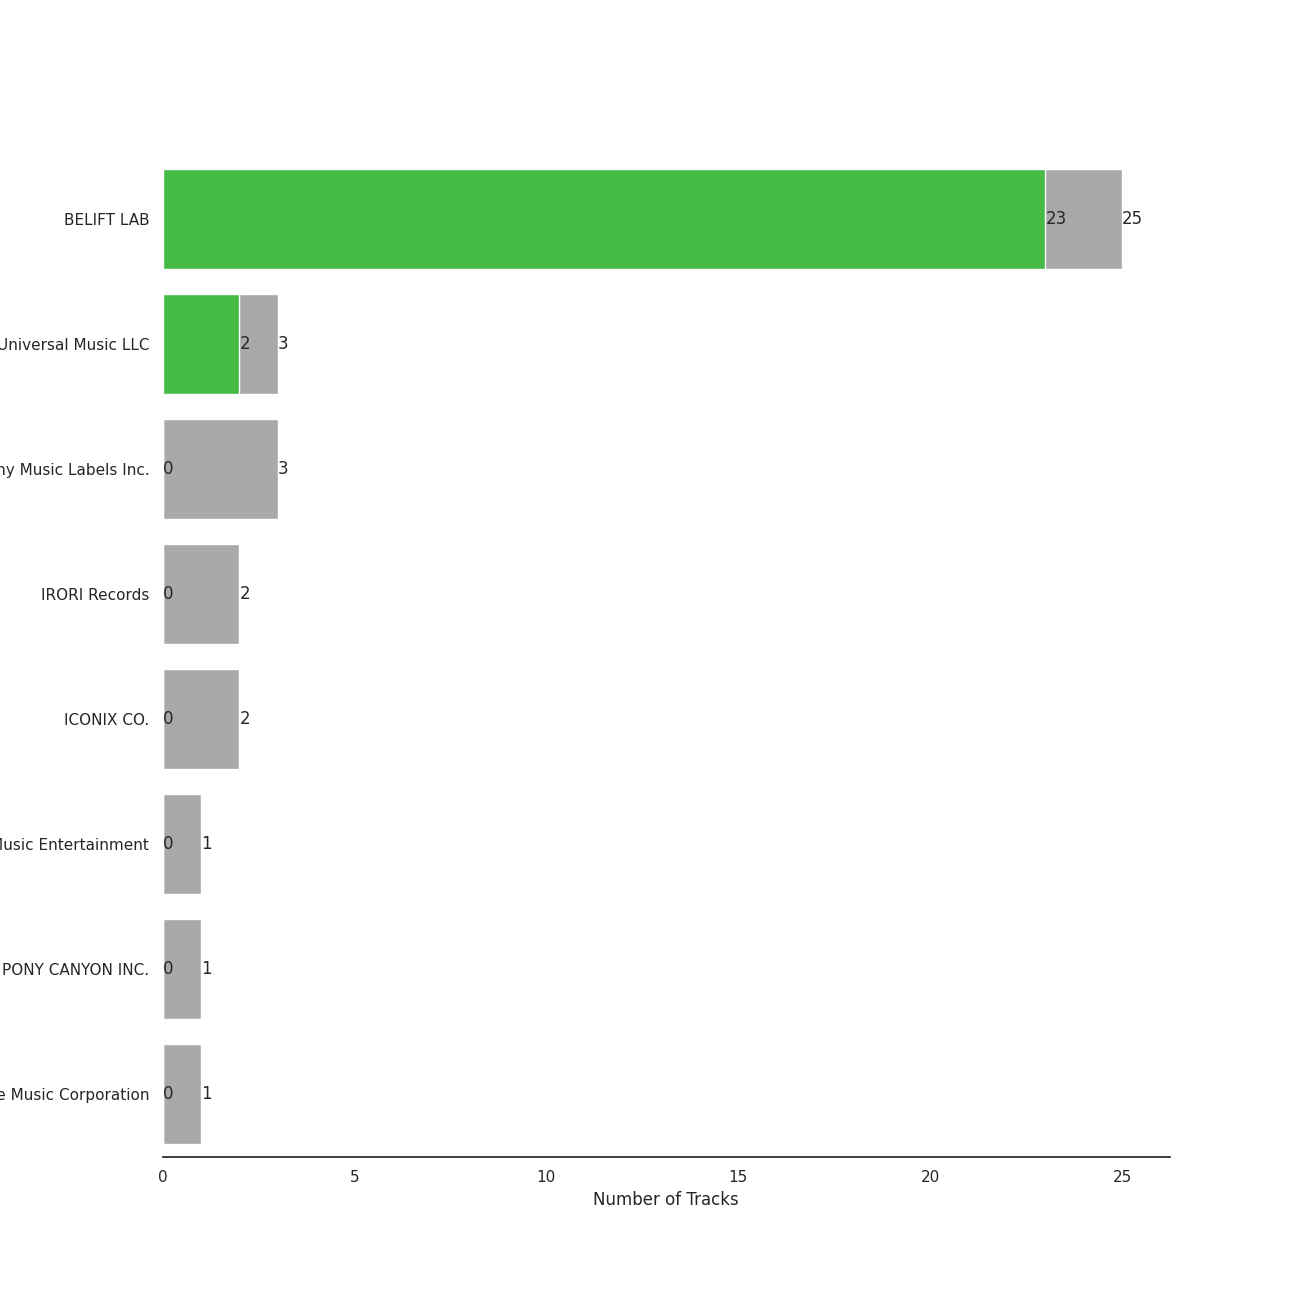 BELIFT LAB 23 25
Universal Music LLC 2 3
Music Labels Inc. 0 3
IRORI Records 0 2
ICONIX CO. 0 2
Entertainment 0 1
PONY CANYON INC. 0 1
Music Corporation 0 1
0 5 10 15 20 25
Number of Tracks